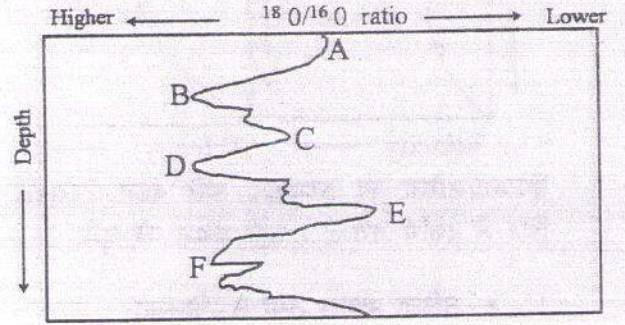 Higher ← ¹⁸O/¹⁶O ratio → Lower
A
B
C
D
E
F
Depth